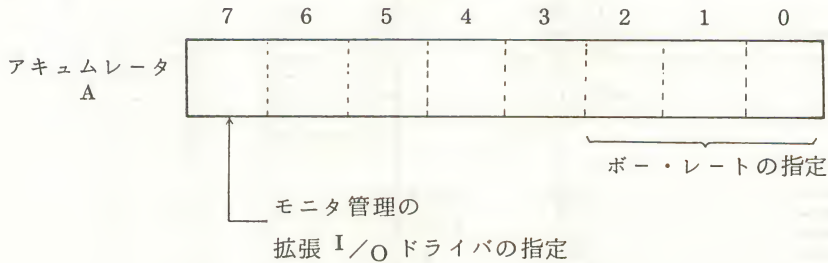 7 6 5 4 3 2 1 0
アキュムレータ
A
ボー・レートの指定
モニタ管理の
拡張 I/O ドライバの指定